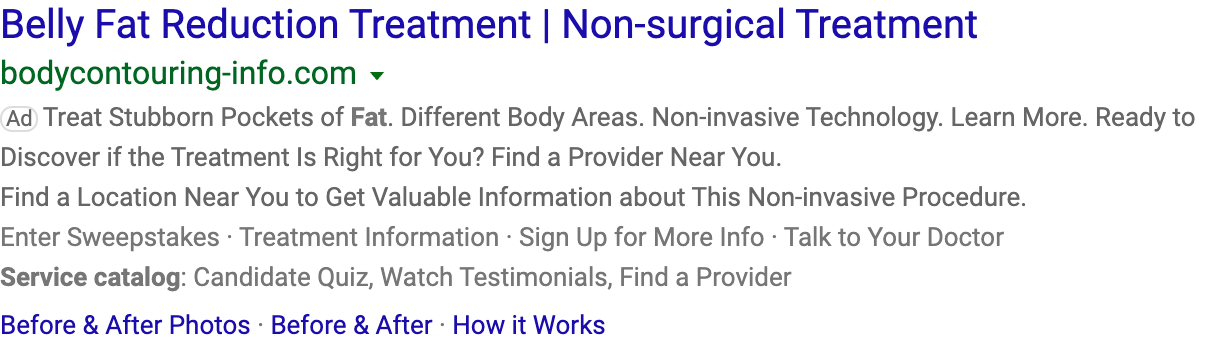 Belly Fat Reduction Treatment | Non-surgical Treatment
bodycontouring-info.com
Ad Treat Stubborn Pockets of Fat. Different Body Areas. Non-invasive Technology. Learn More. Ready to
Discover if the Treatment Is Right for You? Find a Provider Near You.
Find a Location Near You to Get Valuable Information about This Non-invasive Procedure.
Enter Sweepstakes · Treatment Information · Sign Up for More Info · Talk to Your Doctor
Service catalog: Candidate Quiz, Watch Testimonials, Find a Provider
Before & After Photos · Before & After · How it Works